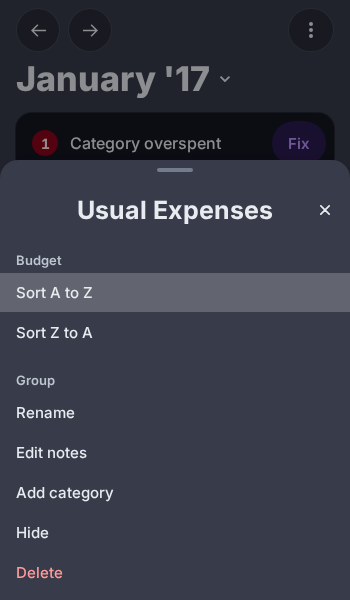 January '17
1 Category overspent Fix
Usual Expenses
Budget
Sort A to Z
Sort Z to A
Group
Rename
Edit notes
Add category
Hide
Delete